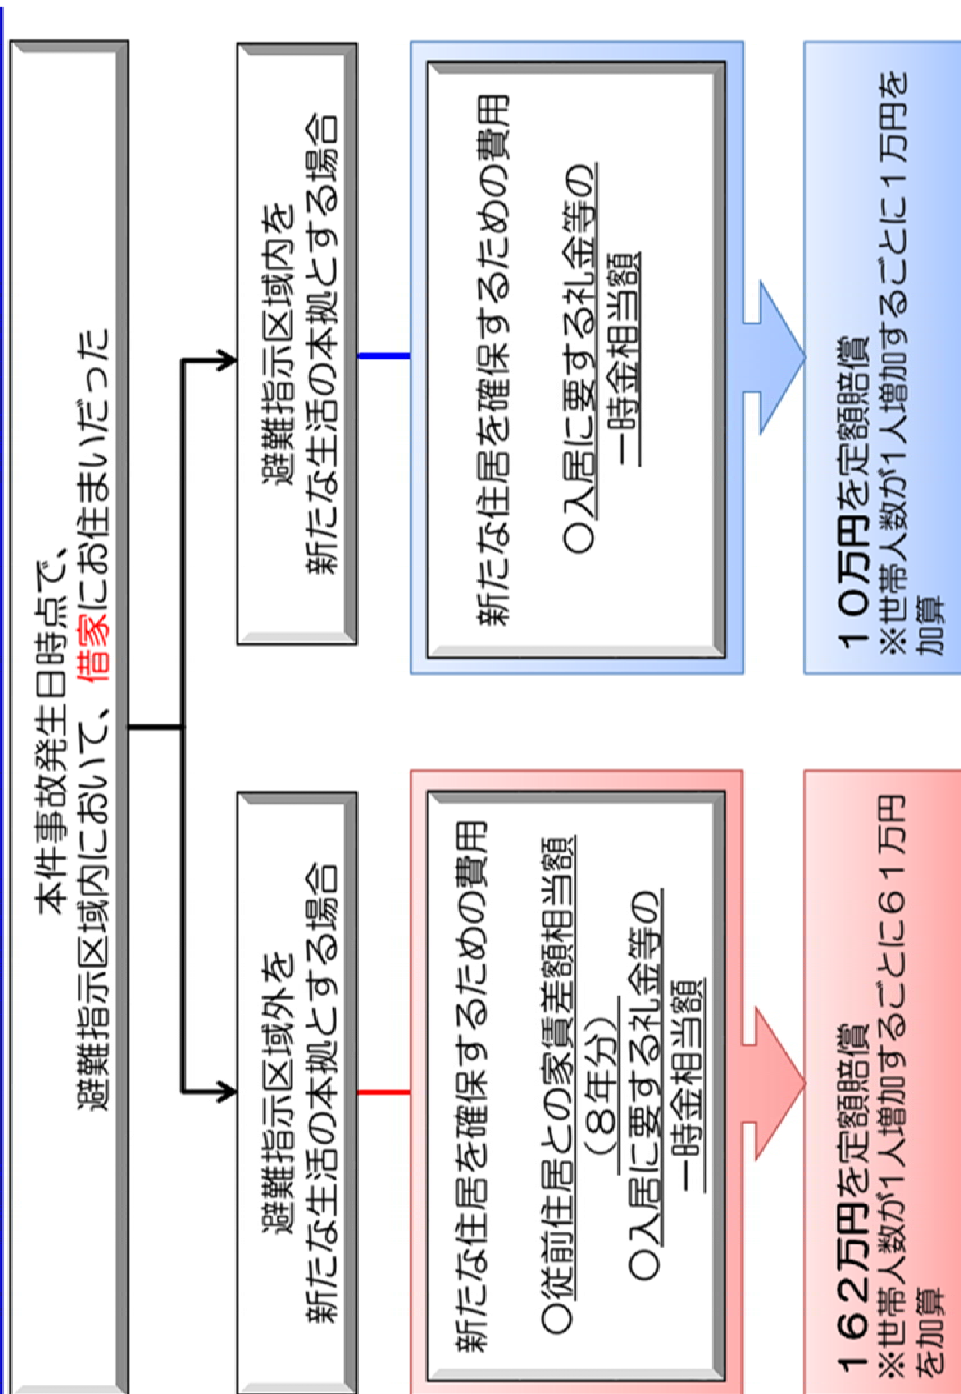 本件事故発生日時点で、
避難指示区域内において、借家にお住まいだった
避難指示区域外を
新たな生活の本拠とする場合
新たな住居を確保するための費用
〇従前住居との家賃差額相当額
（８年分）
〇入居に要する礼金等の
一時金相当額
１６２万円を定額賠償
※世帯人数が１人増加するごとに６１万円
を加算
避難指示区域内を
新たな生活の本拠とする場合
新たな住居を確保するための費用
〇入居に要する礼金等の
一時金相当額
１０万円を定額賠償
※世帯人数が１人増加するごとに１万円を
加算